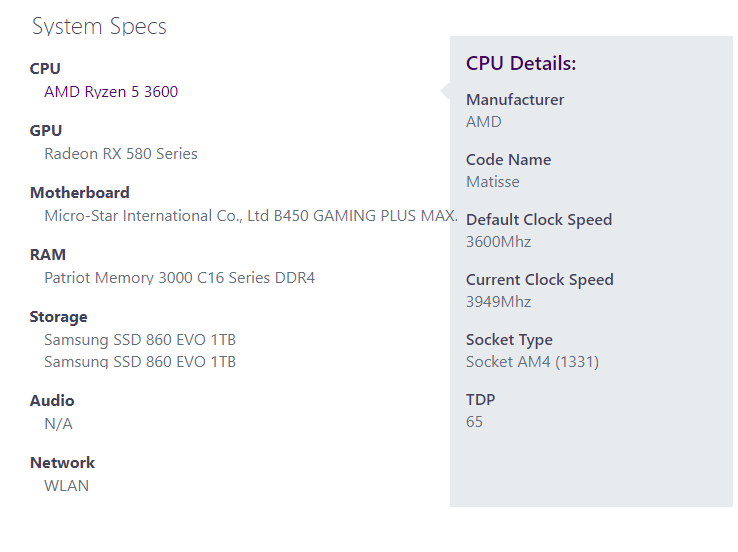 System Specs
CPU
AMD Ryzen 5 3600
GPU
Radeon RX 580 Series
Motherboard
Micro-Star International Co., Ltd B450 GAMING PLUS MAX.
RAM
Patriot Memory 3000 C16 Series DDR4
Storage
Samsung SSD 860 EVO 1TB
Samsung SSD 860 EVO 1TB
Audio
N/A
Network
WLAN
CPU Details:
Manufacturer
AMD
Code Name
Matisse
Default Clock Speed
3600Mhz
Current Clock Speed
3949Mhz
Socket Type
Socket AM4 (1331)
TDP
65